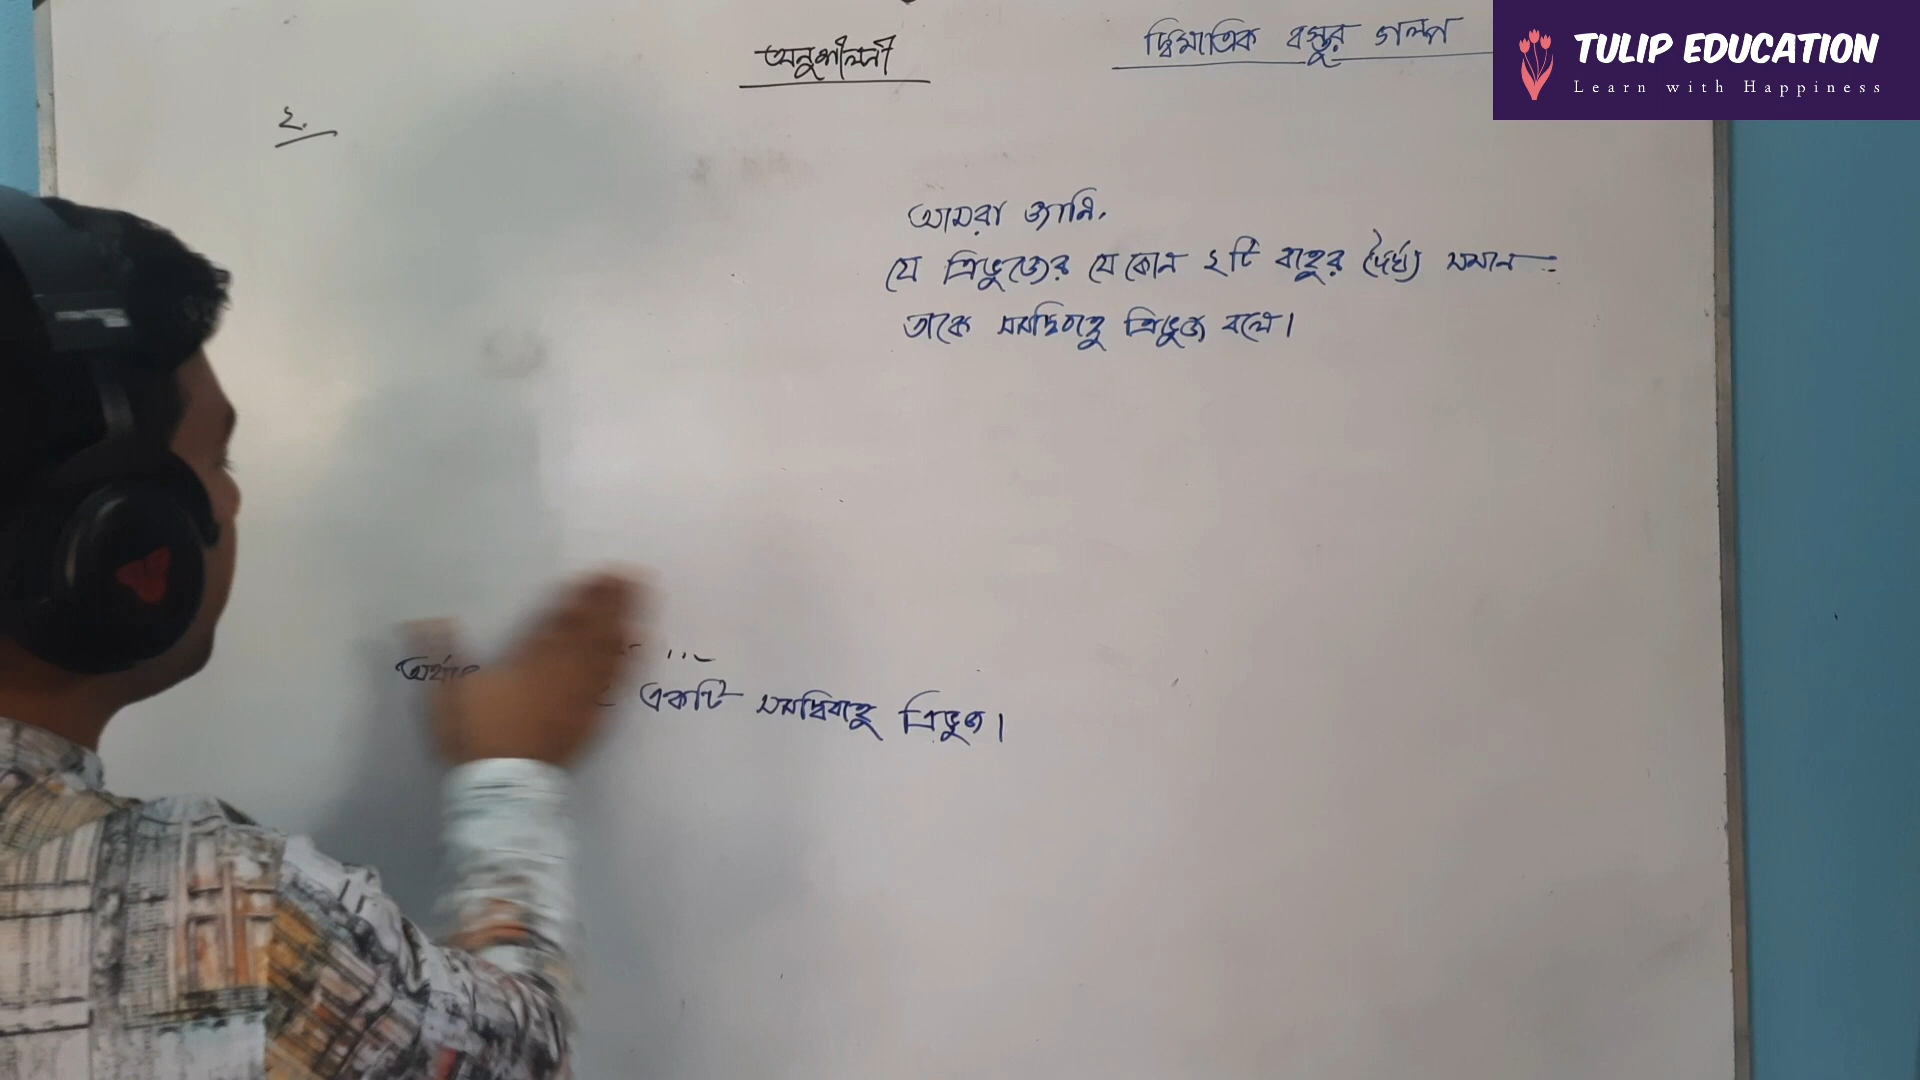 অনুশীলনী
দ্বিমাত্রিক বস্তুর গল্প
TULIP EDUCATION
Learn with Happiness
২.
আমরা জানি,
যে ত্রিভুজের যে কোন ২টি বাহুর দৈর্ঘ্য সমান
তাকে সমদ্বিবাহু ত্রিভুজ বলে।
অর্থাৎ
একটি সমদ্বিবাহু ত্রিভুজ।